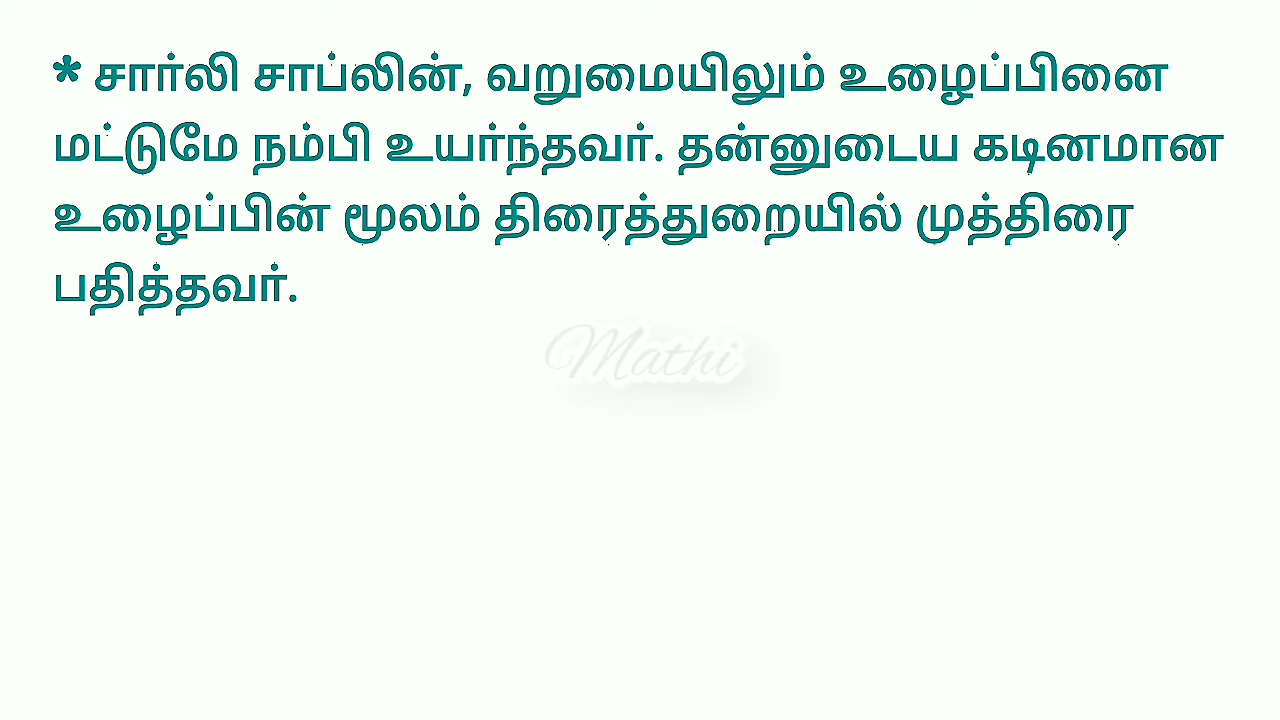 * சார்லி சாப்லின், வறுமையிலும் உழைப்பினை
மட்டுமே நம்பி உயர்ந்தவர். தன்னுடைய கடினமான
உழைப்பின் மூலம் திரைத்துறையில் முத்திரை
பதித்தவர்.
Mathi